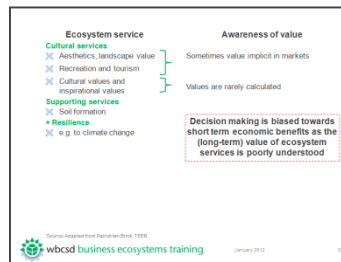 Ecosystem service
Awareness of value
Cultural services
Aesthetics, landscape value
Recreation and tourism
Sometimes value implicit in markets
Cultural values and
inspirational values
Values are rarely calculated
Supporting services
Soil formation
+ Resilience
e.g. to climate change
Decision making is biased towards
short term economic benefits as the
(long-term) value of ecosystem
services is poorly understood
Source: Adapted from
TEEB
wbcsd business ecosystems training
January 2012